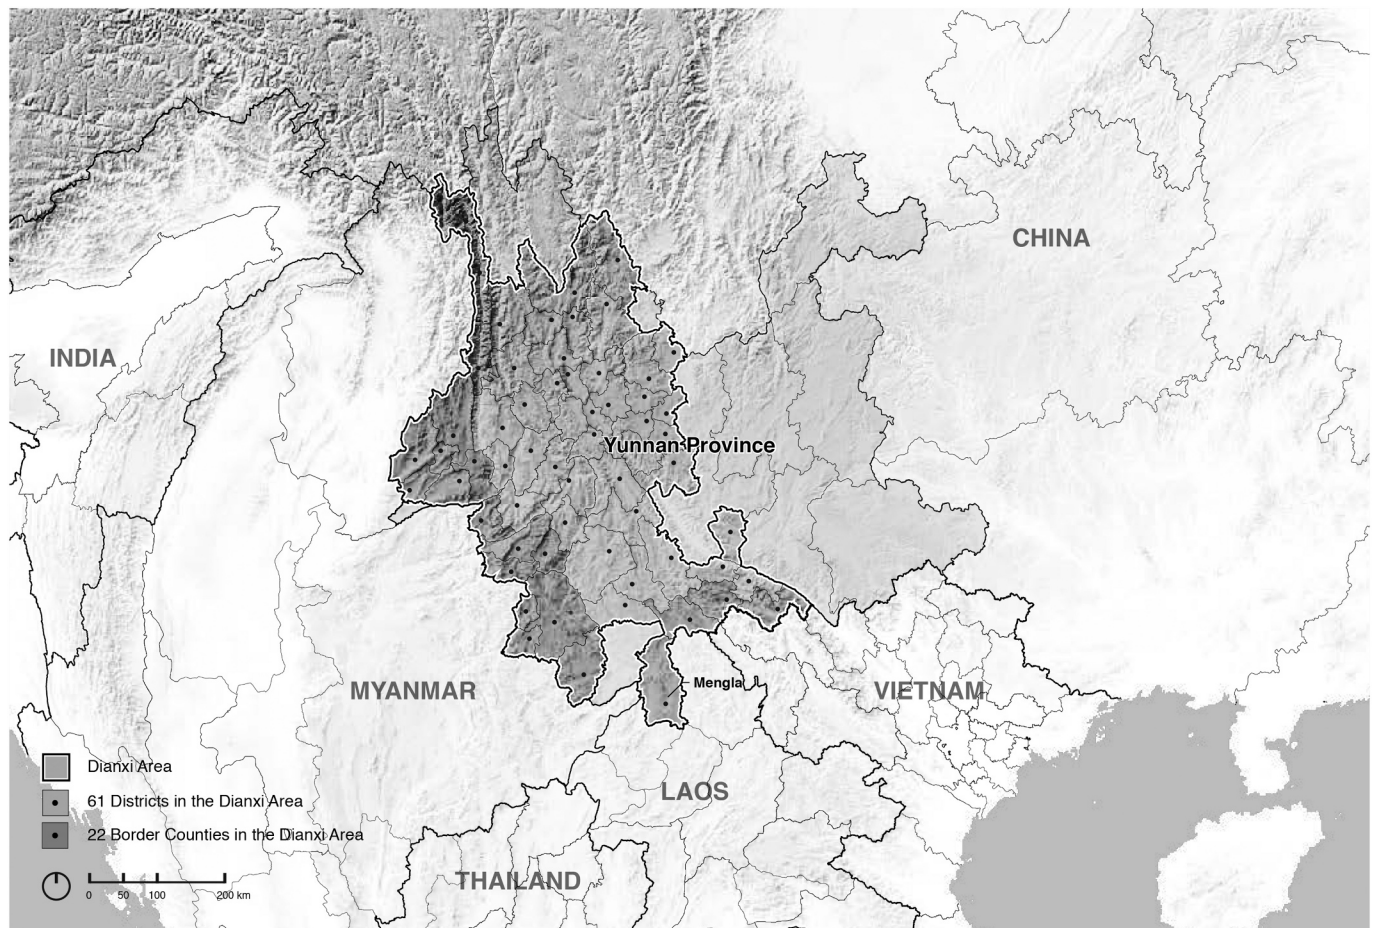 CHINA
INDIA
Yunnan Province
MYANMAR
Mengla
VIETNAM
LAOS
THAILAND
Dianxi Area
61 Districts in the Dianxi Area
22 Border Counties in the Dianxi Area
0 50 100 200 km